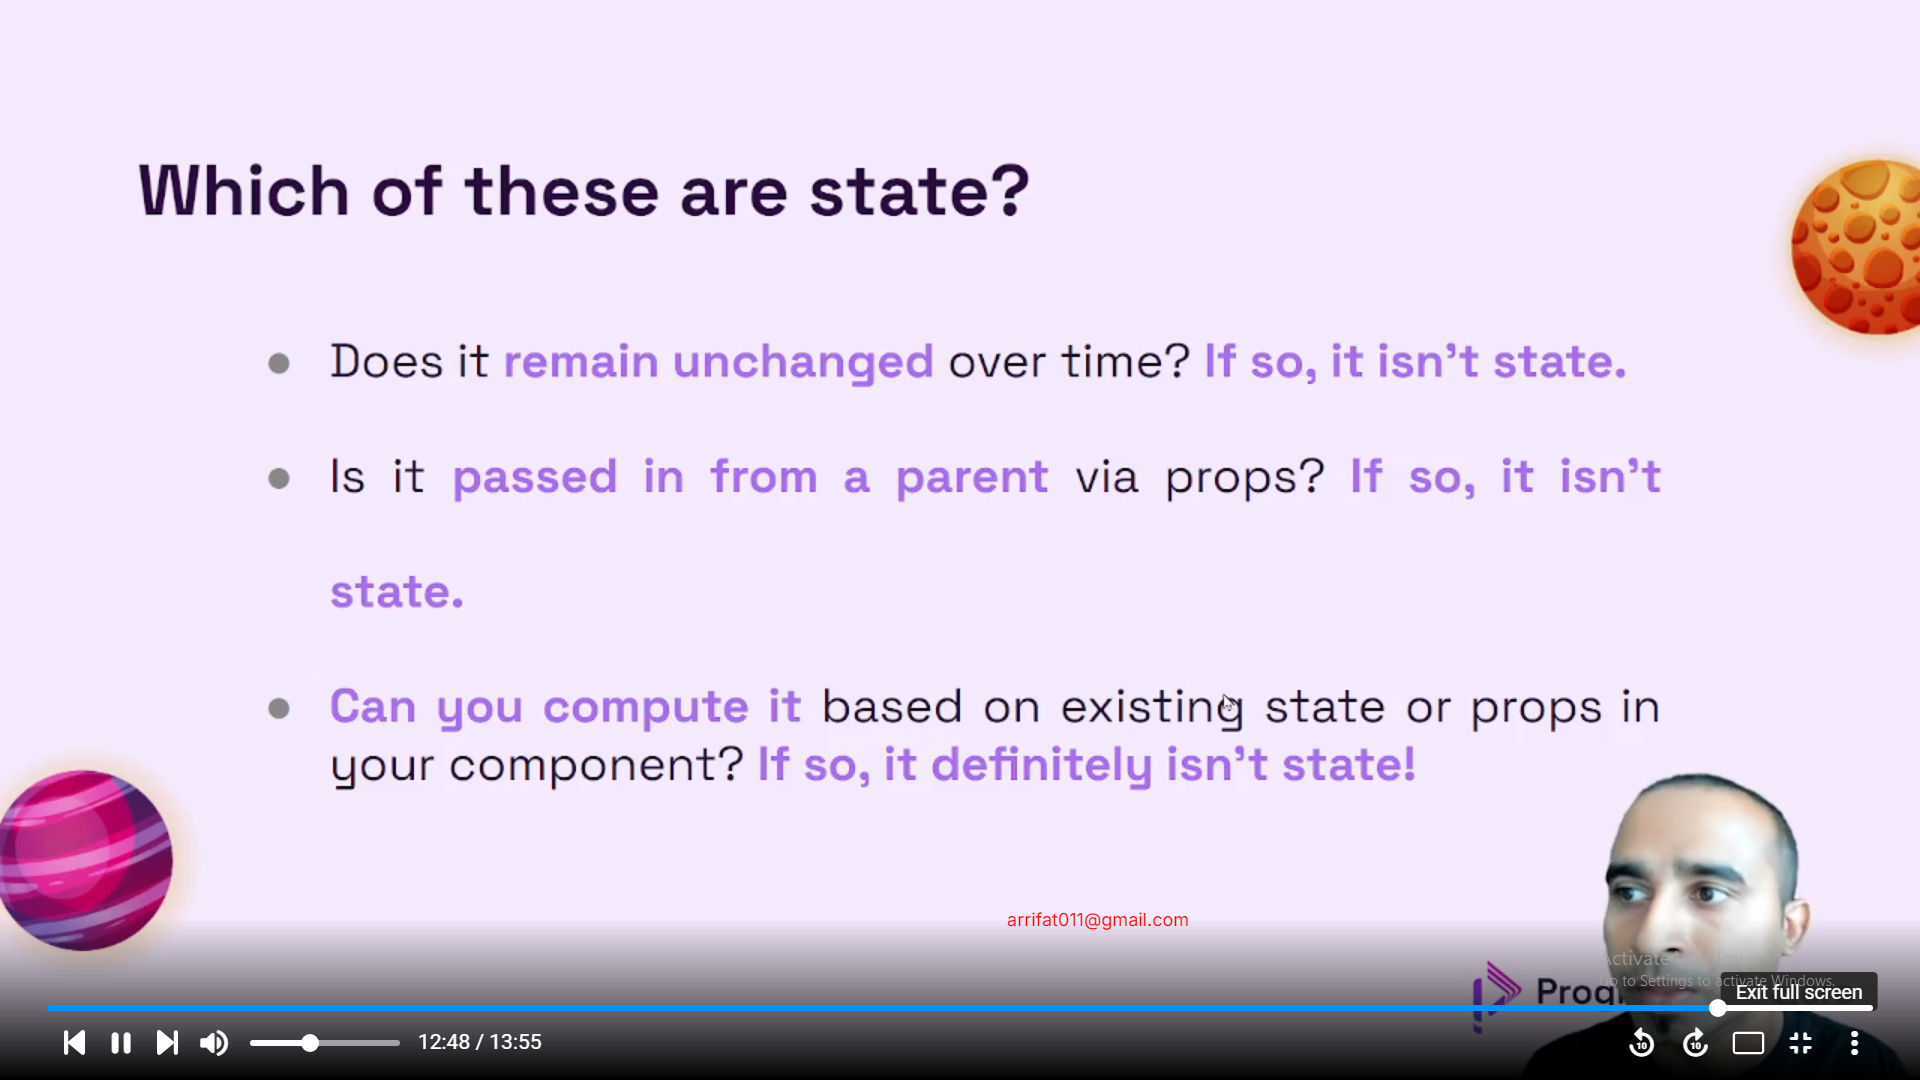 Which of these are state?
Does it remain unchanged over time? If so, it isn't state.
Is it passed in from a parent via props? If so, it isn't
state.
Can you compute it based on existing state or props in
your component? If so, it definitely isn't state!
arrifat011@gmail.com
Activate
Go to Settings to activate Windows.
Exit full screen
12:48 / 13:55
10
10